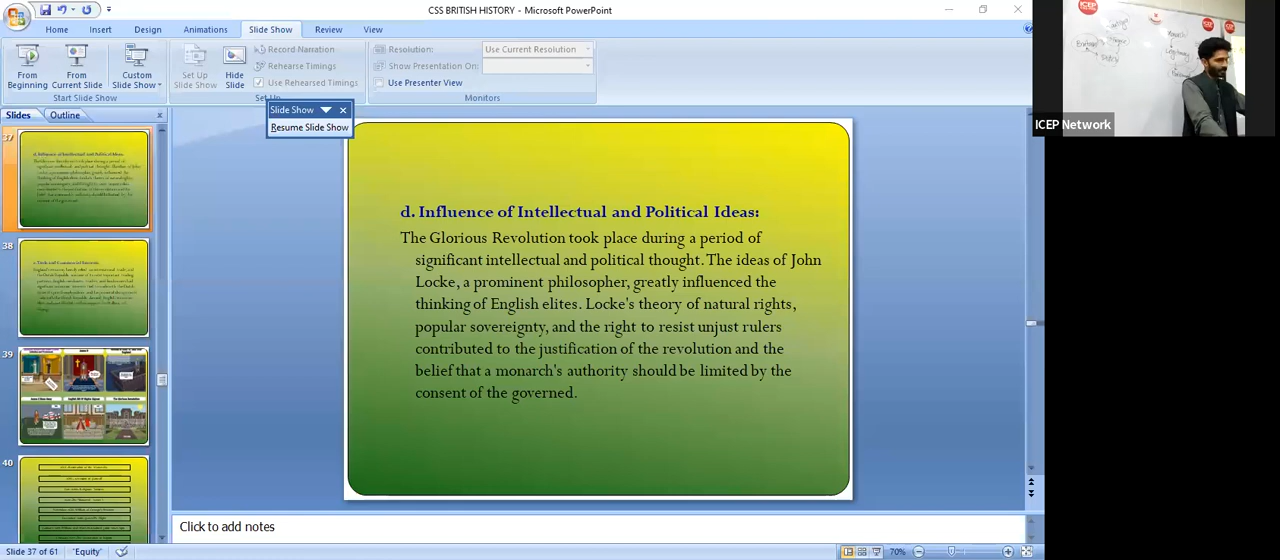 CSS BRITISH HISTORY - Microsoft PowerPoint
Home Insert Design Animations Slide Show Review View
From Beginning
From Current Slide
Custom Slide Show
Set Up Slide Show
Hide Slide
Record Narration
Rehearse Timings
Use Rehearsed Timings
Resolution: Use Current Resolution
Show Presentation On:
Use Presenter View
Start Slide Show
Set Up
Monitors
Slide Show
Resume Slide Show
Slides Outline
37
38
39
40
d. Influence of Intellectual and Political Ideas:
The Glorious Revolution took place during a period of
significant intellectual and political thought. The ideas of John
Locke, a prominent philosopher, greatly influenced the
thinking of English elites. Locke's theory of natural rights,
popular sovereignty, and the right to resist unjust rulers
contributed to the justification of the revolution and the
belief that a monarch's authority should be limited by the
consent of the governed.
Click to add notes
Slide 37 of 61 "Equity" 70%
ICEP Network